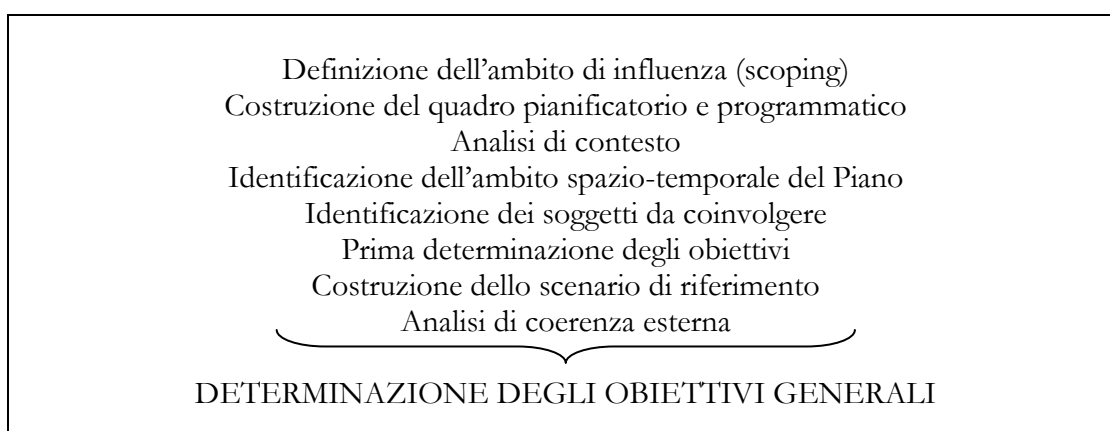 Definizione dell’ambito di influenza (scoping)
Costruzione del quadro pianificatorio e programmatico
Analisi di contesto
Identificazione dell’ambito spazio-temporale del Piano
Identificazione dei soggetti da coinvolgere
Prima determinazione degli obiettivi
Costruzione dello scenario di riferimento
Analisi di coerenza esterna
DETERMINAZIONE DEGLI OBIETTIVI GENERALI